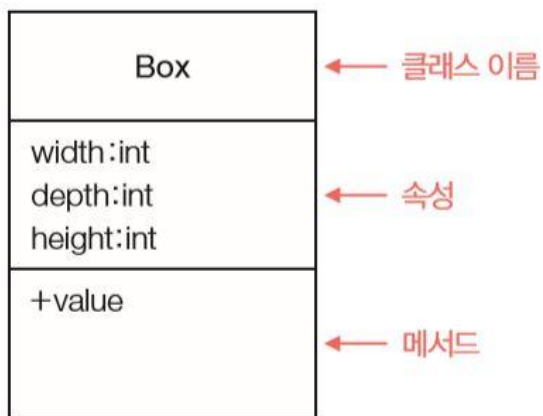 Box
클래스 이름
width:int
depth:int
속성
height:int
+value
메서드